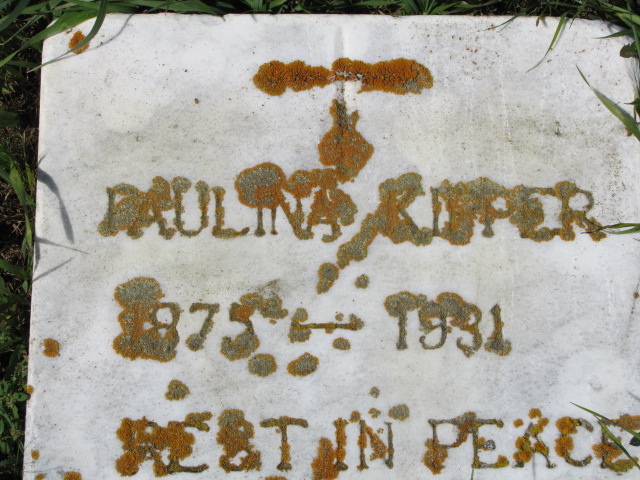 PAULINA KIPPER
1875 - 1931
REST IN PEACE